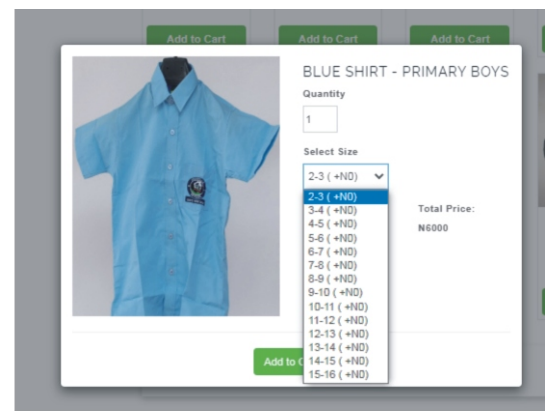 Add to Cart
Add to Cart
Add to Cart
BLUE SHIRT - PRIMARY BOYS
Quantity
1
Select Size
2-3 ( +N0)
2-3 ( +N0)
3-4 ( +N0)
4-5 ( +N0)
5-6 ( +N0)
6-7 ( +N0)
7-8 ( +N0)
8-9 ( +N0)
9-10 ( +N0)
10-11 ( +N0)
11-12 ( +N0)
12-13 ( +N0)
13-14 ( +N0)
14-15 ( +N0)
15-16 ( +N0)
Total Price:
N6000
Add to